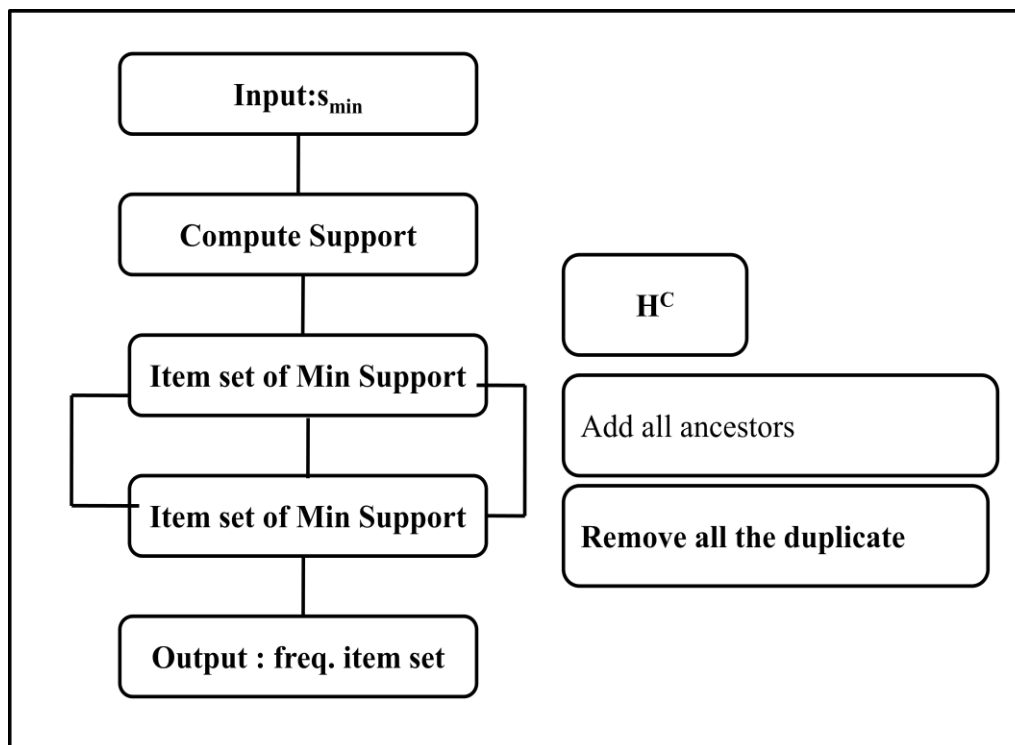 Input:s_min
Compute Support
Item set of Min Support
Item set of Min Support
Output : freq. item set
H^C
Add all ancestors
Remove all the duplicate